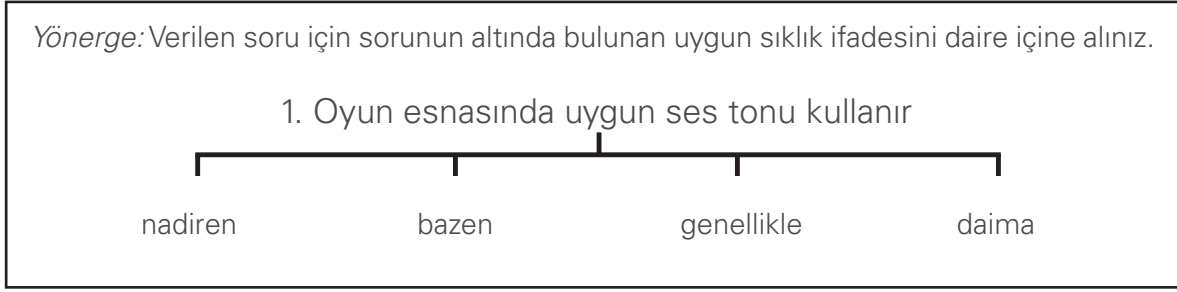 Yönerge: Verilen soru için sorunun altında bulunan uygun sıklık ifadesini daire içine alınız.
1. Oyun esnasında uygun ses tonu kullanır
nadiren bazen genellikle daima